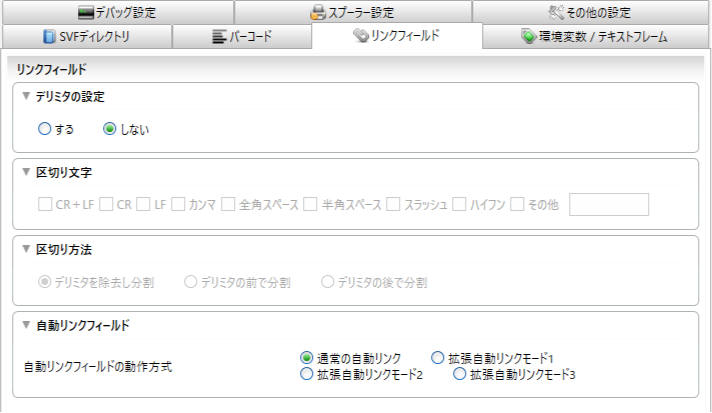 デバッグ設定 スプーラー設定 その他の設定
SVFディレクトリ バーコード リンクフィールド 環境変数 / テキストフレーム
リンクフィールド
デリミタの設定
する しない
区切り文字
CR+LF CR LF カンマ 全角スペース 半角スペース スラッシュ ハイフン その他
区切り方法
デリミタを除去し分割 デリミタの前で分割 デリミタの後で分割
自動リンクフィールド
自動リンクフィールドの動作方式
通常の自動リンク 拡張自動リンクモード1
拡張自動リンクモード2 拡張自動リンクモード3